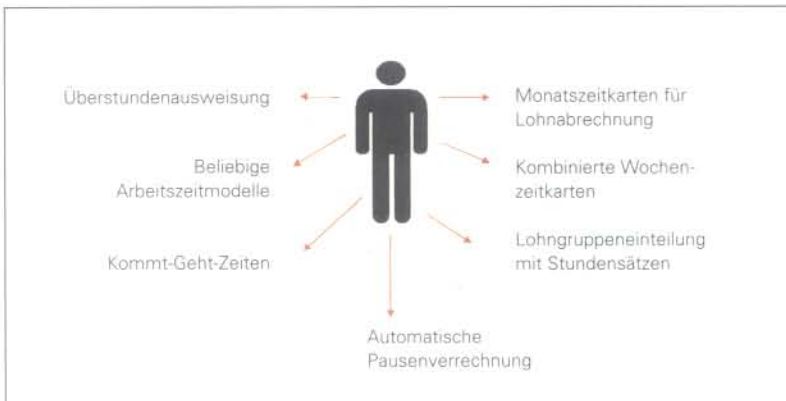 Überstundenausweisung
Beliebige
Arbeitszeitmodelle
Kommt-Geht-Zeiten
Automatische
Pausenverrechnung
Monatszeitkarten für
Lohnabrechnung
Kombinierte Wochen-
zeitkarten
Lohngruppeneinteilung
mit Stundensätzen